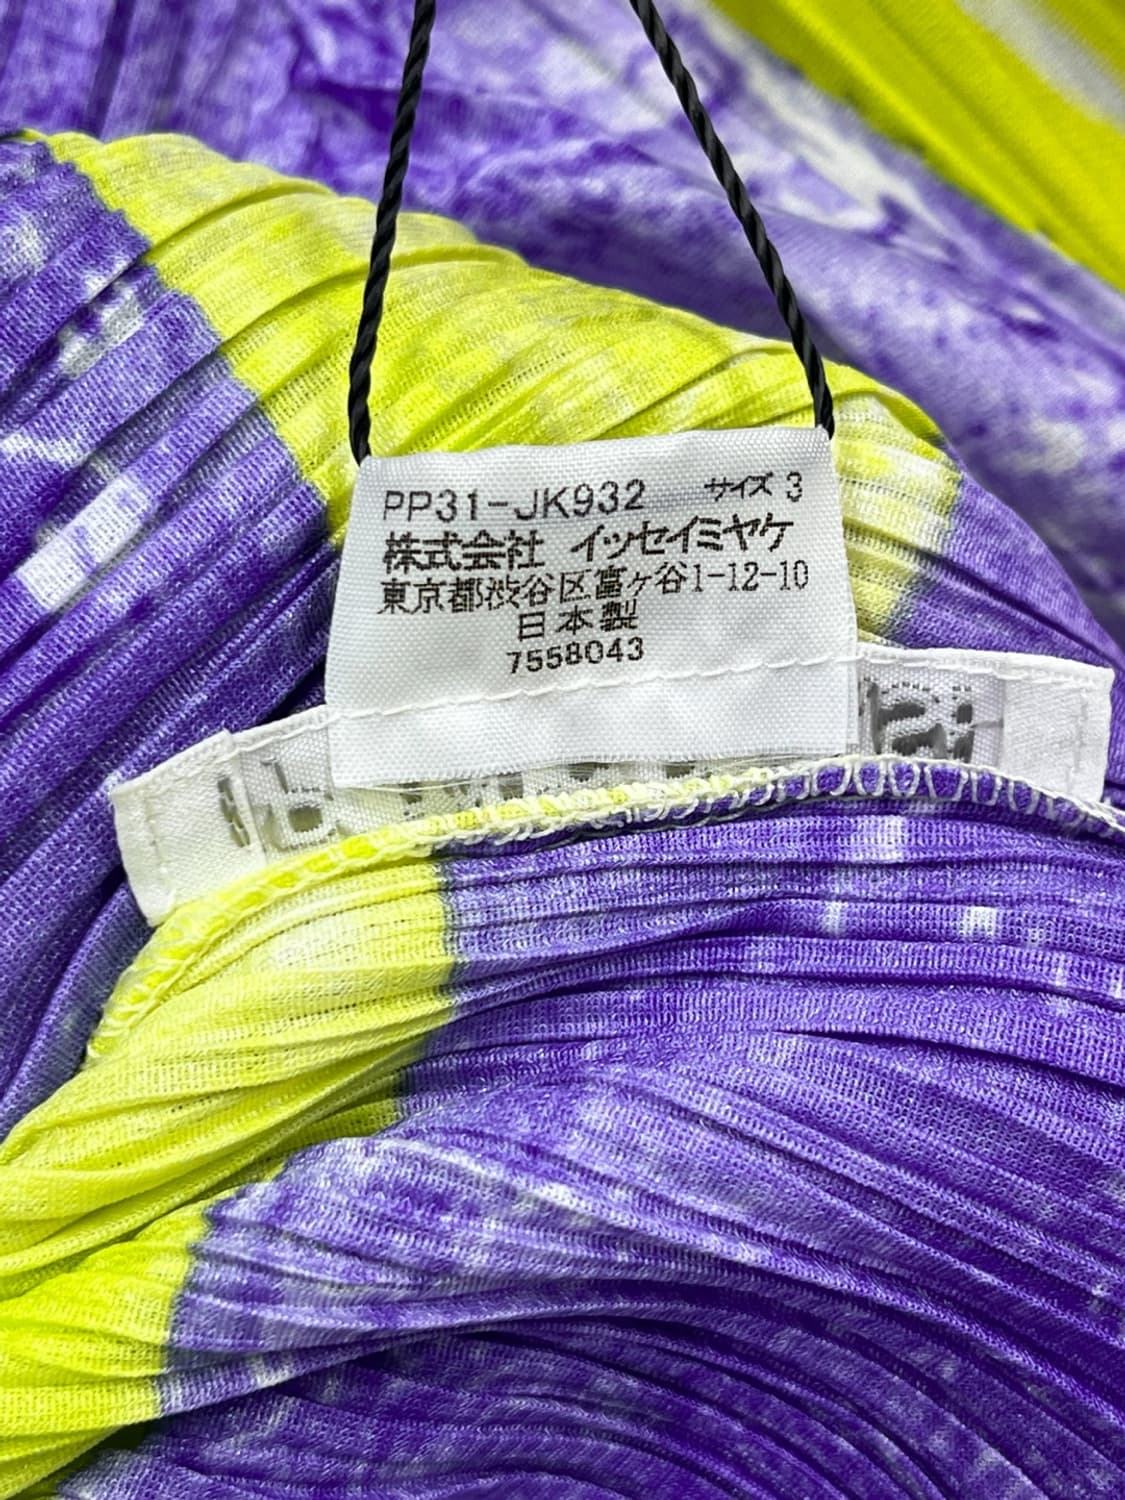 PP31-JK932 サイズ 3
株式会社 イッセイミヤケ
東京都渋谷区富ヶ谷1-12-10
日本製
7558043